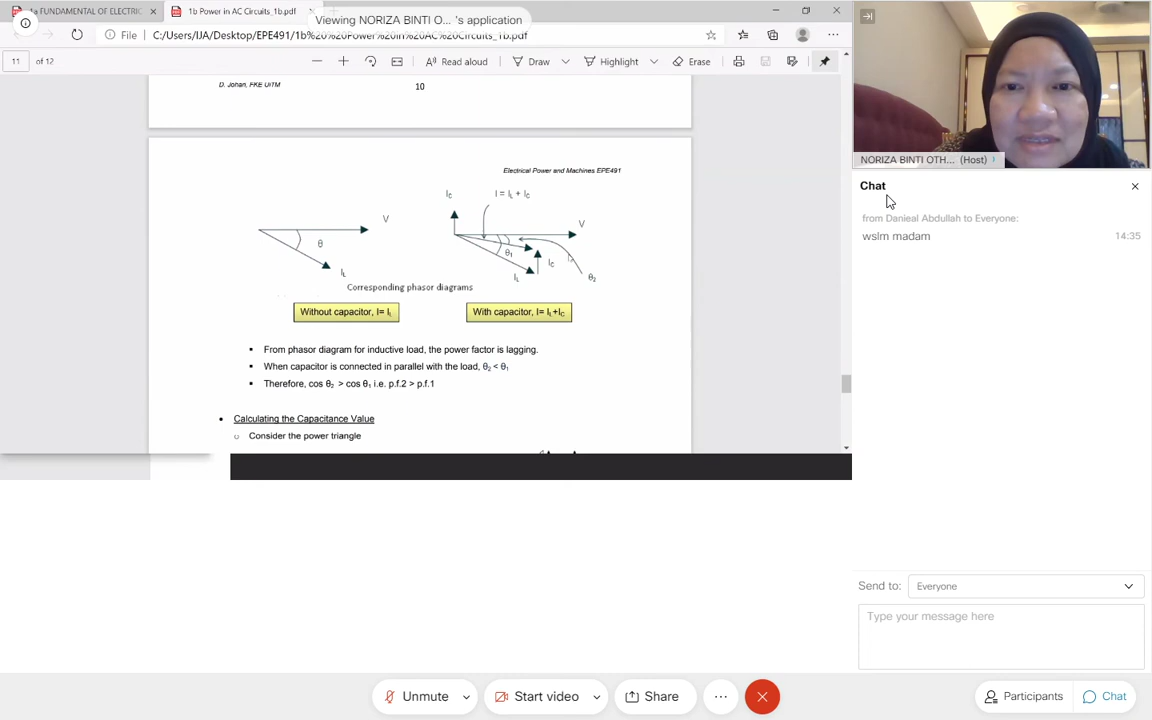 1a FUNDAMENTAL OF ELECTRIC
1b Power in AC Circuits_1b.pdf
Viewing NORIZA BINTI O... 's application
File
C:/Users/IJA/Desktop/EPE491/1b%20%20Power%20in%20AC%20Circuits_1b.pdf
11 of 12
Read aloud
Draw
Highlight
Erase
D. Johan, FKE UiTM
10
Electrical Power and Machines EPE491
V
θ
IL
IC
I = IL + IC
V
θ1
IC
IL
θ2
Corresponding phasor diagrams
Without capacitor, I= IL
With capacitor, I= IL+IC
From phasor diagram for inductive load, the power factor is lagging.
When capacitor is connected in parallel with the load, θ2 < θ1
Therefore, cos θ2 > cos θ1 i.e. p.f.2 > p.f.1
Calculating the Capacitance Value
Consider the power triangle
NORIZA BINTI OTH... (Host)
Chat
from Danieal Abdullah to Everyone:
wslm madam 14:35
Send to: Everyone
Type your message here
Unmute
Start video
Share
Participants
Chat